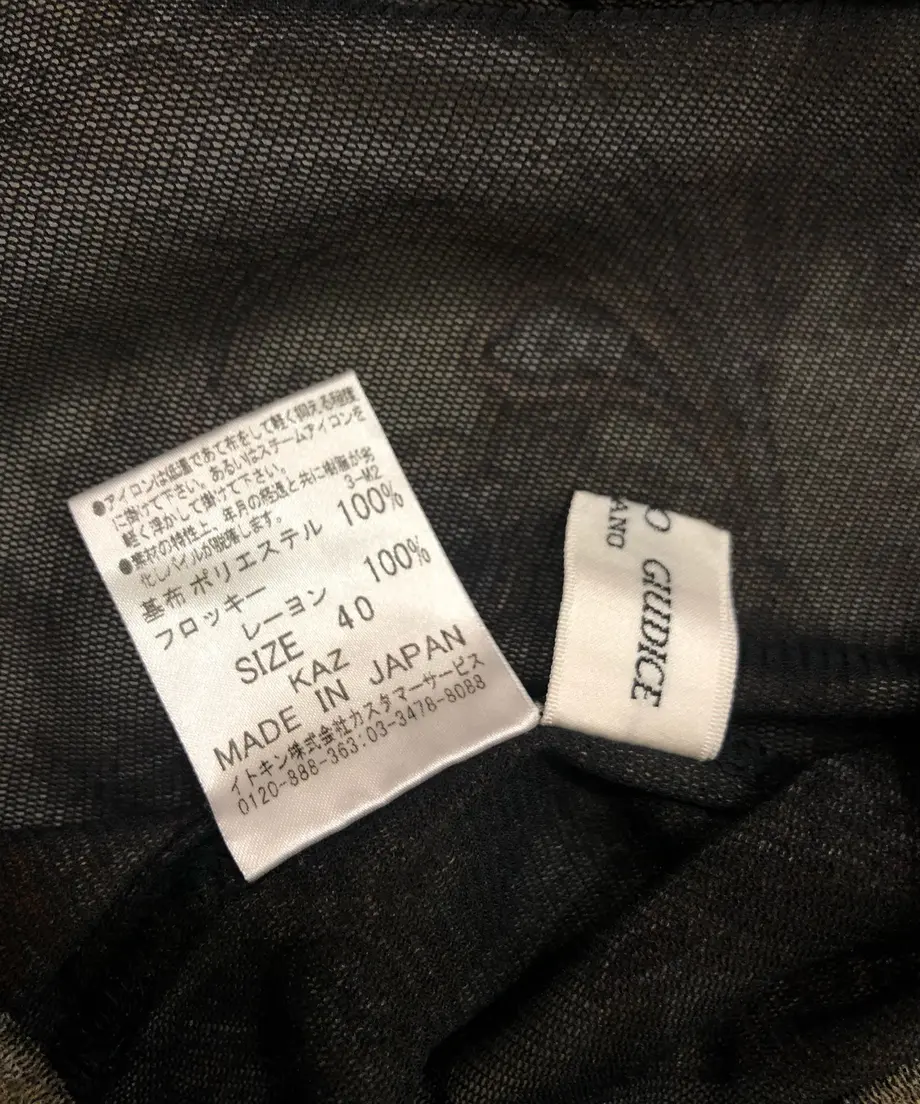 ●アイロンは低温であて布をして軽く抑える程度
に掛けて下さい。あるいはスチームアイロンを
軽く浮かして掛けて下さい。
●素材の特性上、年月の経過と共に樹脂が劣
化しパイルが脱落します。 3-M2
基布 ポリエステル 100%
フロッキー
レーヨン 100%
SIZE 40
KAZ
MADE IN JAPAN
イトキン株式会社カスタマーサービス
0120-888-363:03-3478-8088
O GIUDICE
ANO